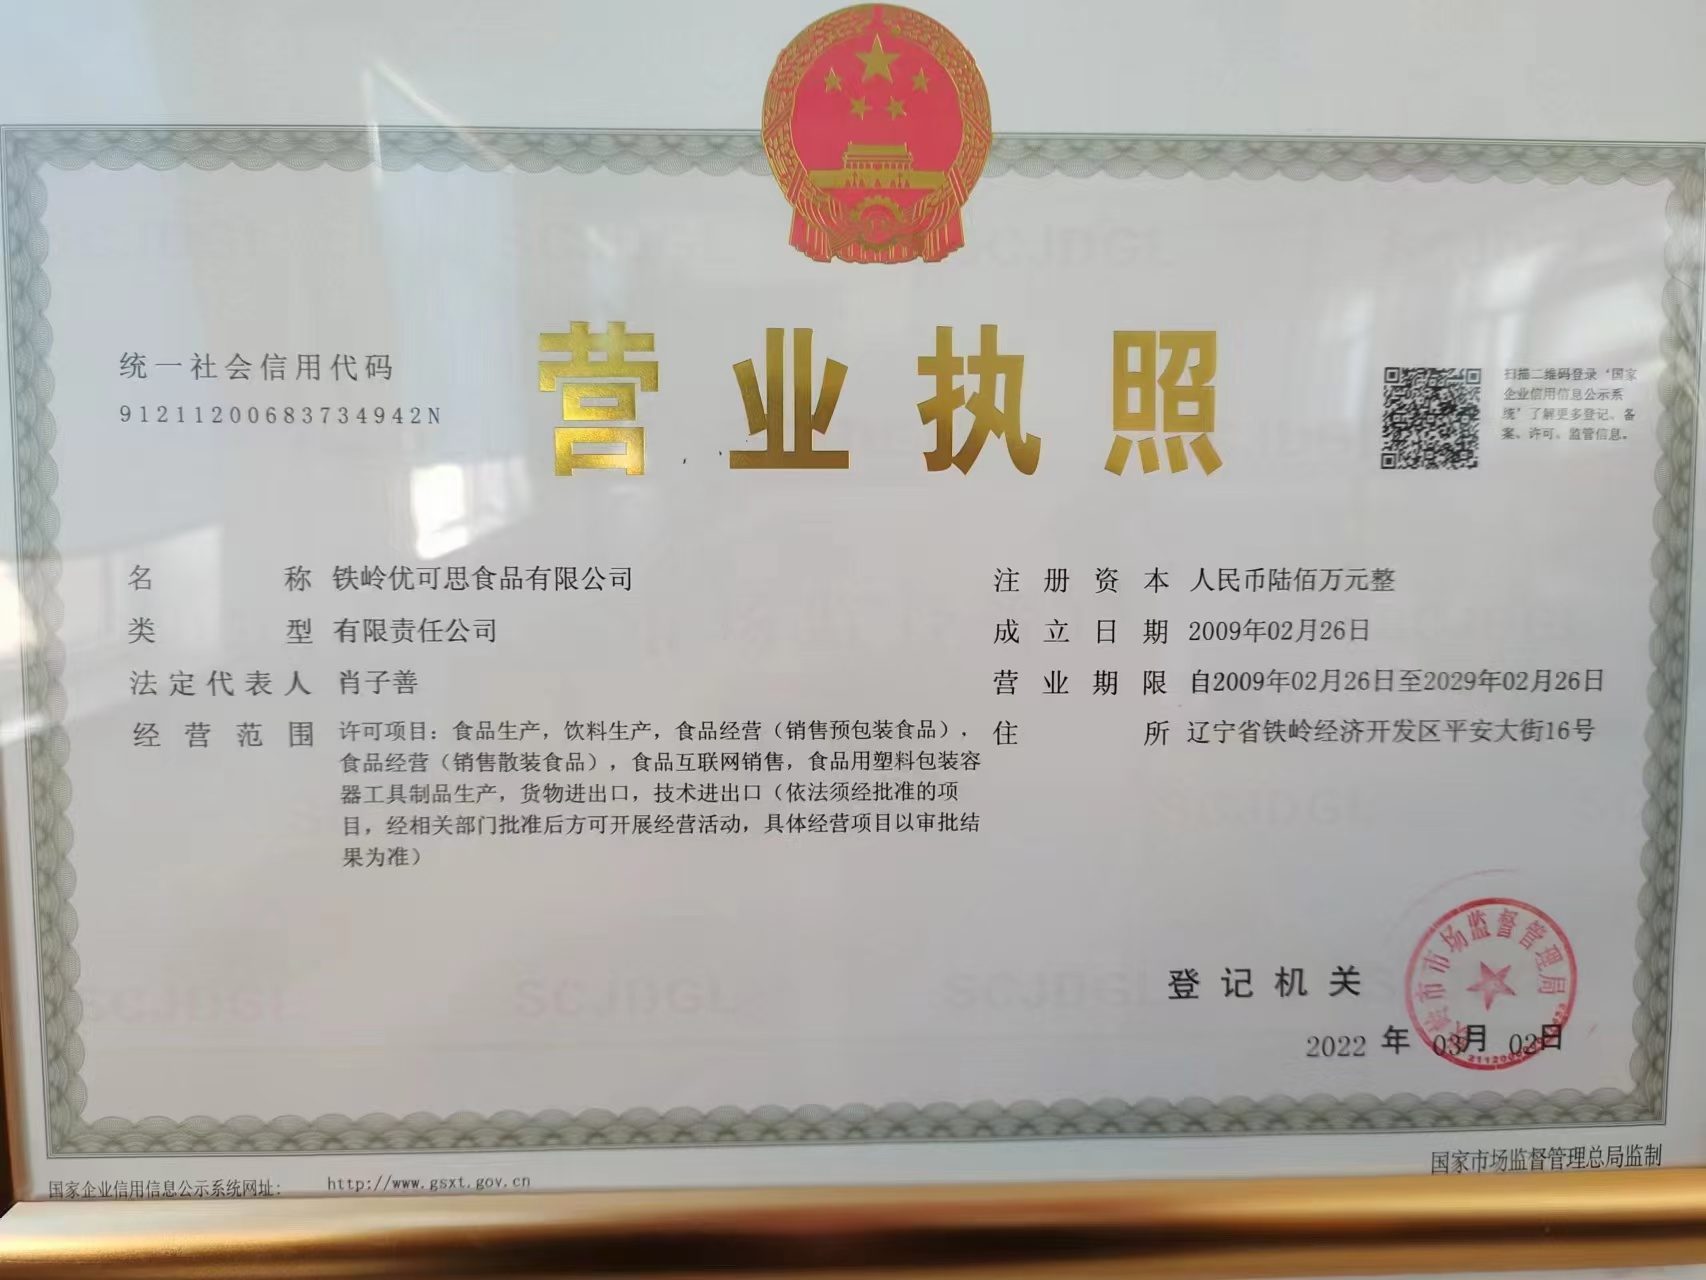 营业执照
统一社会信用代码
91211200683734942N
扫描二维码登录‘国家
企业信用信息公示系
统’了解更多登记、备
案、许可、监管信息。
名称 铁岭优可思食品有限公司
类型 有限责任公司
法定代表人 肖子善
经营范围 许可项目：食品生产，饮料生产，食品经营（销售预包装食品），
食品经营（销售散装食品），食品互联网销售，食品用塑料包装容
器工具制品生产，货物进出口，技术进出口（依法须经批准的项
目，经相关部门批准后方可开展经营活动，具体经营项目以审批结
果为准）
注册资本 人民币陆佰万元整
成立日期 2009年02月26日
营业期限 自2009年02月26日至2029年02月26日
住所 辽宁省铁岭经济开发区平安大街16号
登记机关
市市场监督管理局
2022 年 03月 02日
国家企业信用信息公示系统网址： http://www.gsxt.gov.cn
国家市场监督管理总局监制
SCJDGL
SCJDGL
SCJDGL